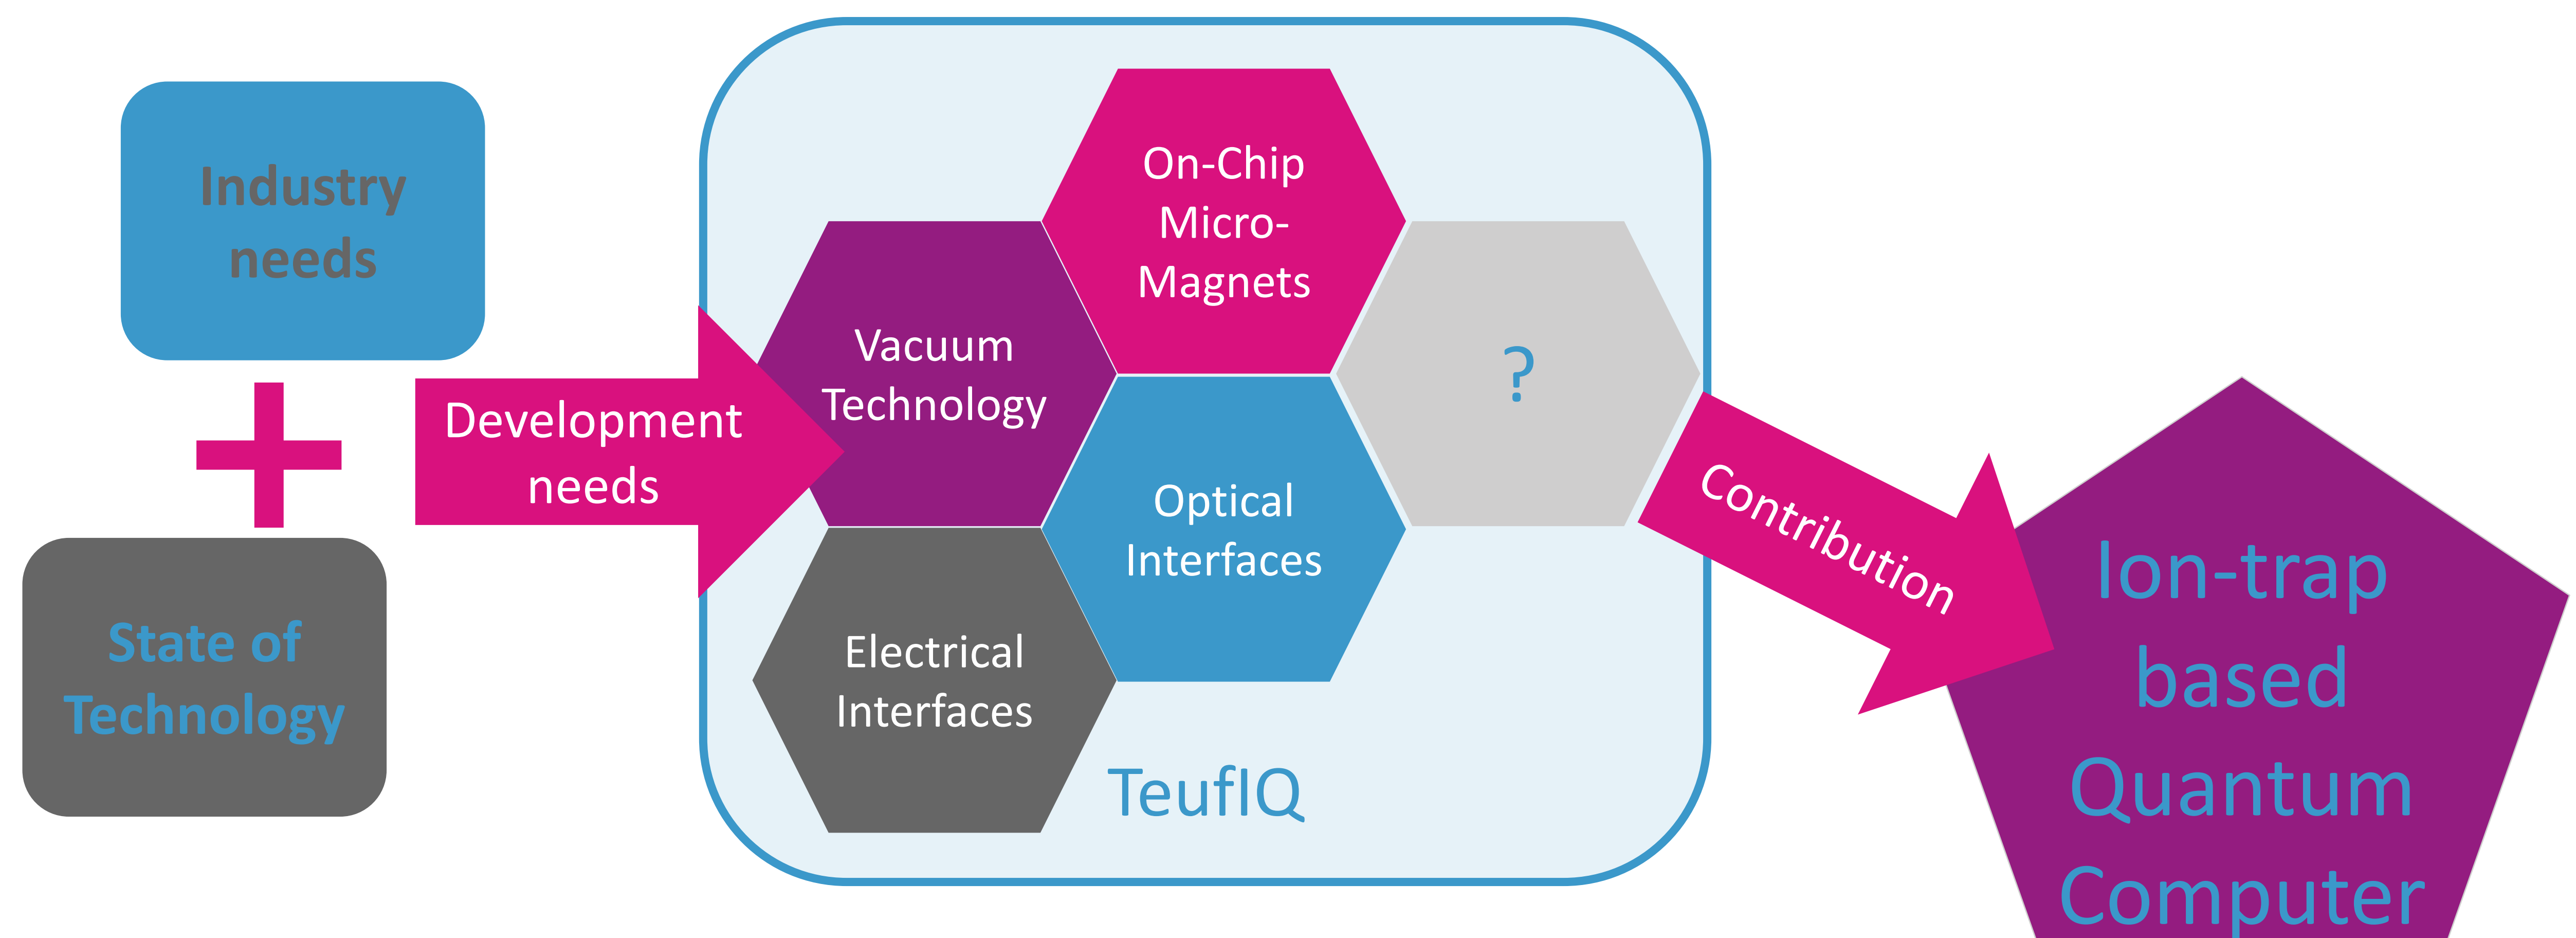 Industry
needs
State of
Technology
Development
needs
Vacuum
Technology
On-Chip
Micro-
Magnets
?
Optical
Interfaces
Electrical
Interfaces
TeufIQ
Contribution
Ion-trap
based
Quantum
Computer